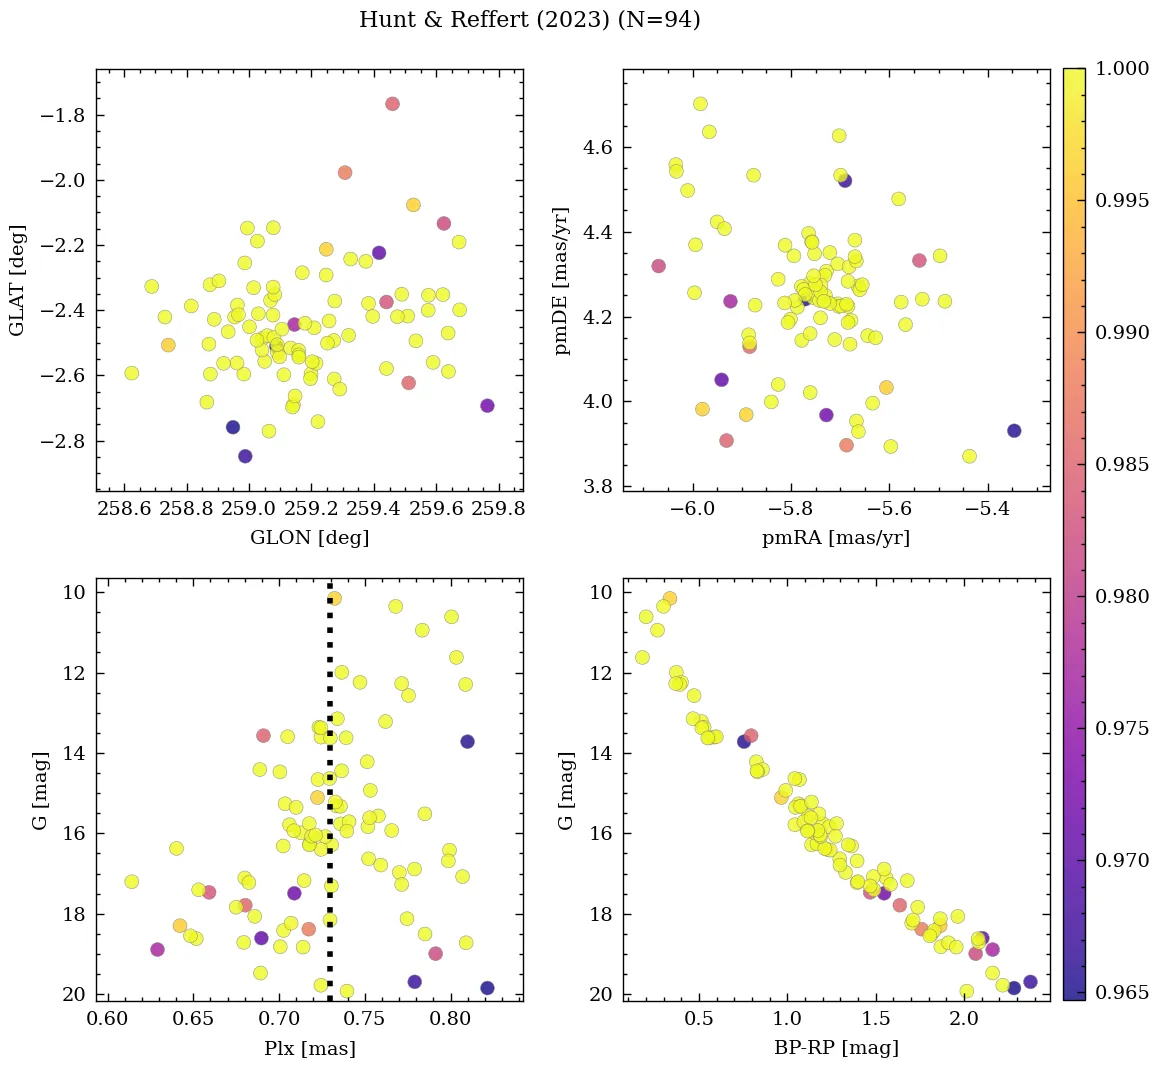 Hunt & Reffert (2023) (N=94)
−1.8
−2.0
−2.2
−2.4
−2.6
−2.8
GLAT [deg]
258.6 258.8 259.0 259.2 259.4 259.6 259.8
GLON [deg]
4.6
4.4
4.2
4.0
3.8
pmDE [mas/yr]
−6.0 −5.8 −5.6 −5.4
pmRA [mas/yr]
1.000
0.995
0.990
0.985
0.980
0.975
0.970
0.965
10
12
14
16
18
20
G [mag]
0.60 0.65 0.70 0.75 0.80
Plx [mas]
10
12
14
16
18
20
G [mag]
0.5 1.0 1.5 2.0
BP-RP [mag]